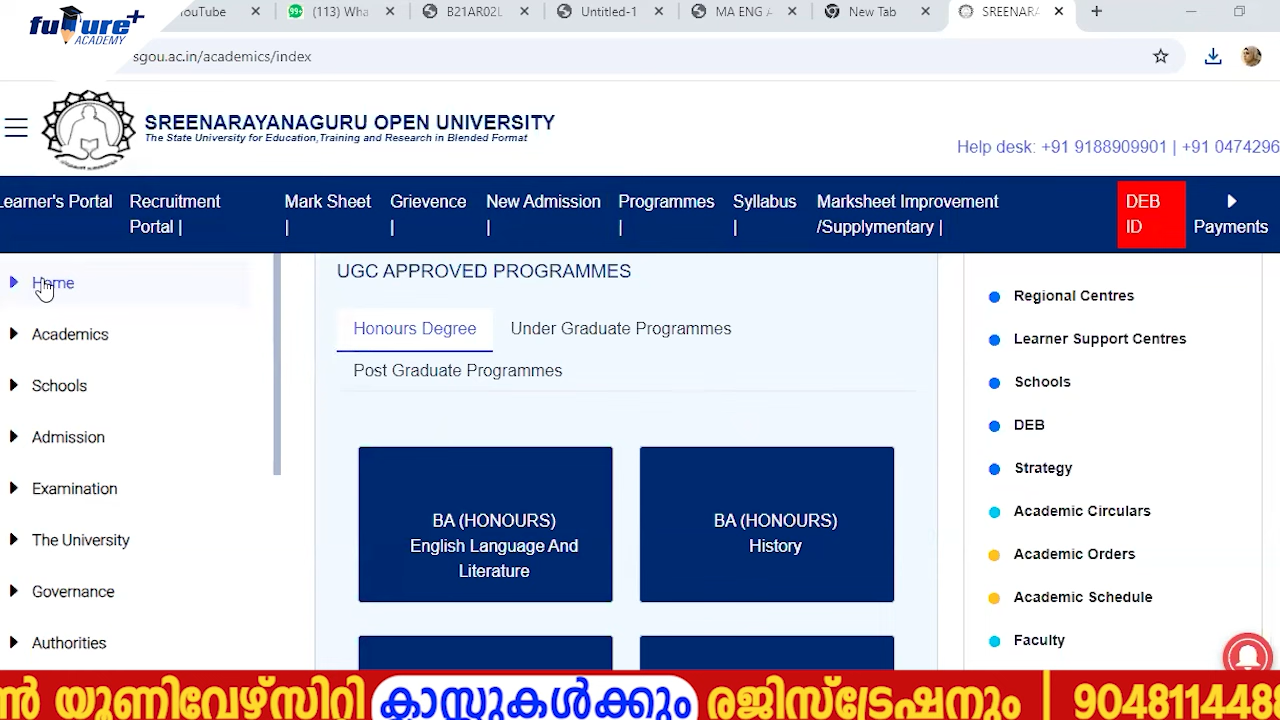 future+
ACADEMY
YouTube
(113) Wha
B21AR02
Untitled-1
MA ENG
New Tab
SREENARA
sgou.ac.in/academics/index
SREENARAYANAGURU OPEN UNIVERSITY
The State University for Education,Training and Research in Blended Format
Help desk: +91 9188909901 | +91 0474296
Learner's Portal
Recruitment
Portal |
Mark Sheet
|
Grievence
|
New Admission
|
Programmes
|
Syllabus
|
Marksheet Improvement
/Supplymentary |
DEB
ID
Payments
Home
Academics
Schools
Admission
Examination
The University
Governance
Authorities
UGC APPROVED PROGRAMMES
Honours Degree
Under Graduate Programmes
Post Graduate Programmes
BA (HONOURS)
English Language And
Literature
BA (HONOURS)
History
Regional Centres
Learner Support Centres
Schools
DEB
Strategy
Academic Circulars
Academic Orders
Academic Schedule
Faculty
ൻ യൂണിവേഴ്സിറ്റി ക്ലാസ്സുകൾക്കും രജിസ്ട്രേഷനും | 9048114486